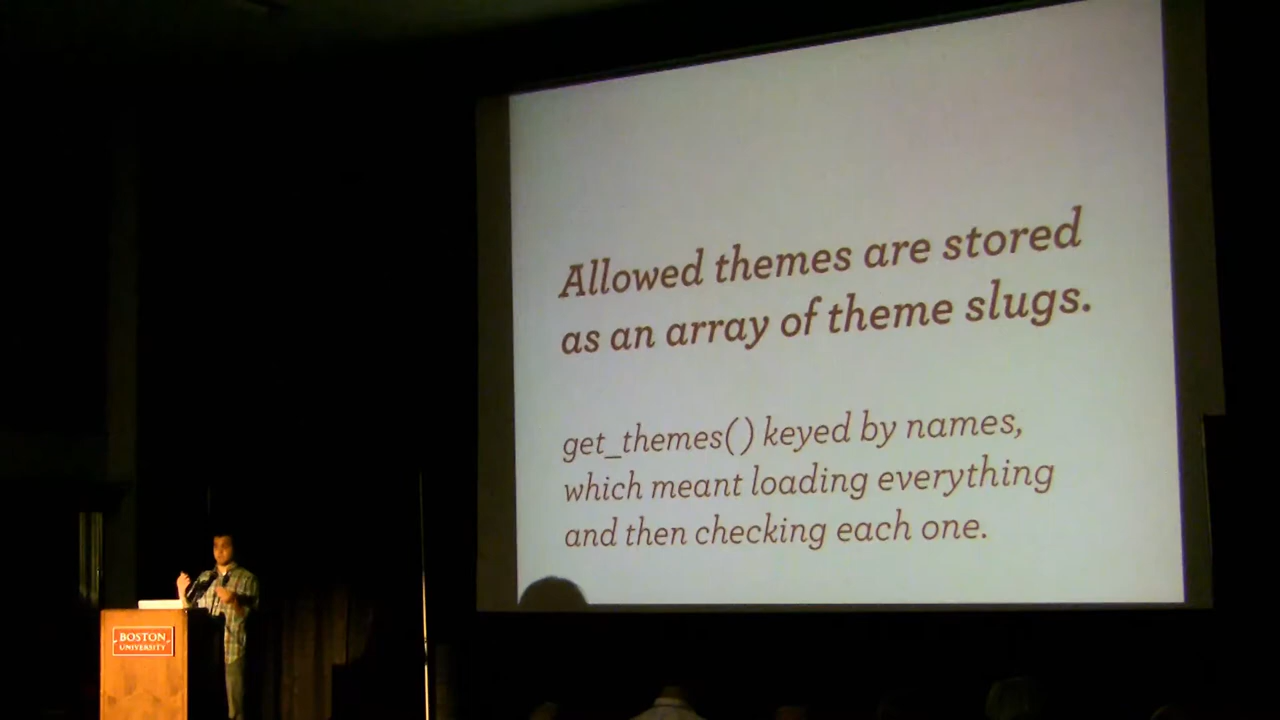 Allowed themes are stored
as an array of theme slugs.
get_themes() keyed by names,
which meant loading everything
and then checking each one.
BOSTON
UNIVERSITY